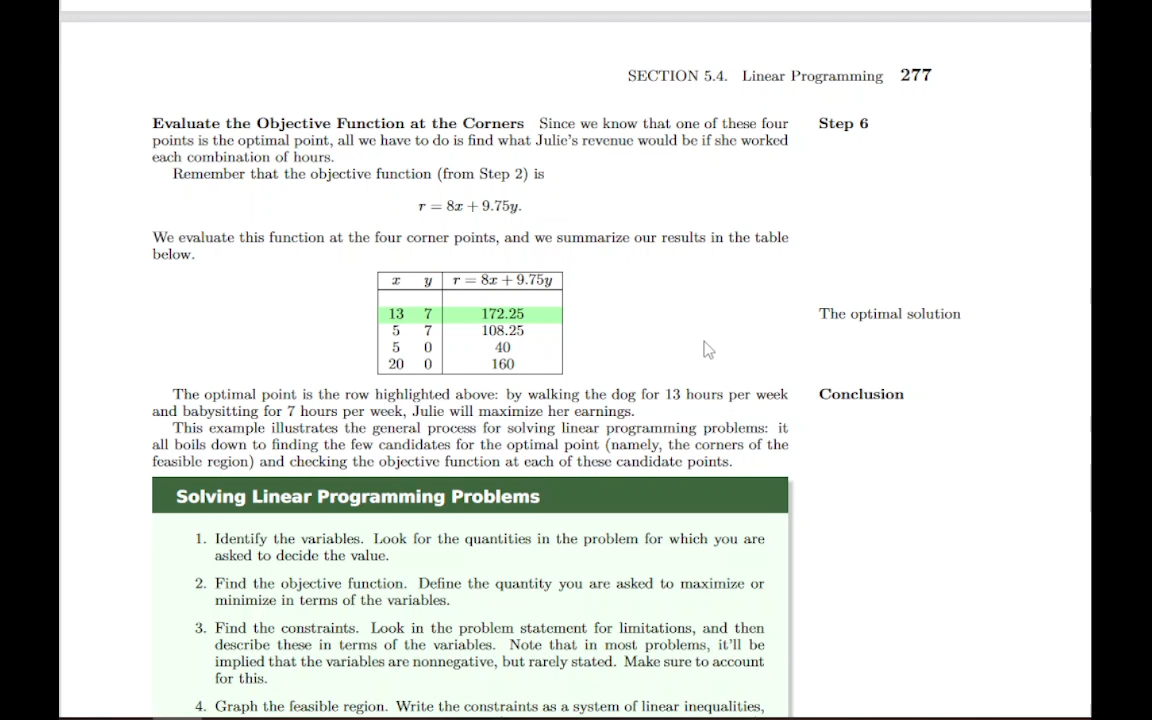 SECTION 5.4. Linear Programming 277
Evaluate the Objective Function at the Corners Since we know that one of these four
points is the optimal point, all we have to do is find what Julie's revenue would be if she worked
each combination of hours.
Step 6
Remember that the objective function (from Step 2) is
r = 8x + 9.75y.
We evaluate this function at the four corner points, and we summarize our results in the table
below.
x y r = 8x + 9.75y
13 7 172.25
The optimal solution
5 7 108.25
5 0 40
20 0 160
The optimal point is the row highlighted above: by walking the dog for 13 hours per week
and babysitting for 7 hours per week, Julie will maximize her earnings.
Conclusion
This example illustrates the general process for solving linear programming problems: it
all boils down to finding the few candidates for the optimal point (namely, the corners of the
feasible region) and checking the objective function at each of these candidate points.
Solving Linear Programming Problems
1. Identify the variables. Look for the quantities in the problem for which you are
asked to decide the value.
2. Find the objective function. Define the quantity you are asked to maximize or
minimize in terms of the variables.
3. Find the constraints. Look in the problem statement for limitations, and then
describe these in terms of the variables. Note that in most problems, it'll be
implied that the variables are nonnegative, but rarely stated. Make sure to account
for this.
4. Graph the feasible region. Write the constraints as a system of linear inequalities,